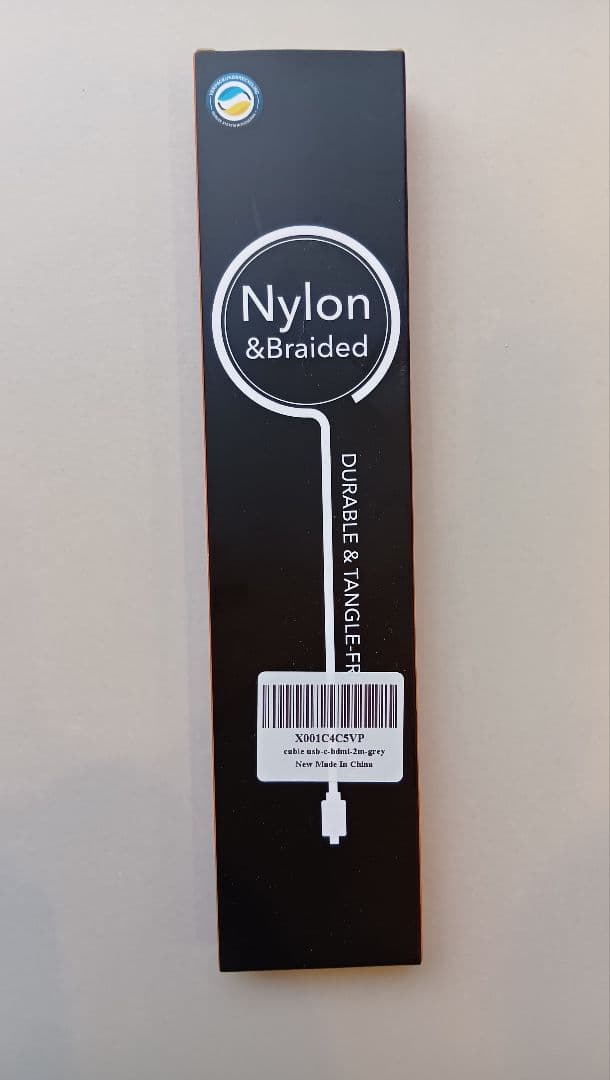 Nylon
&Braided
DURABLE & TANGLE-FR
X001C4C5VP
cable usb-c-hdmi-2m-grey
New Made In China